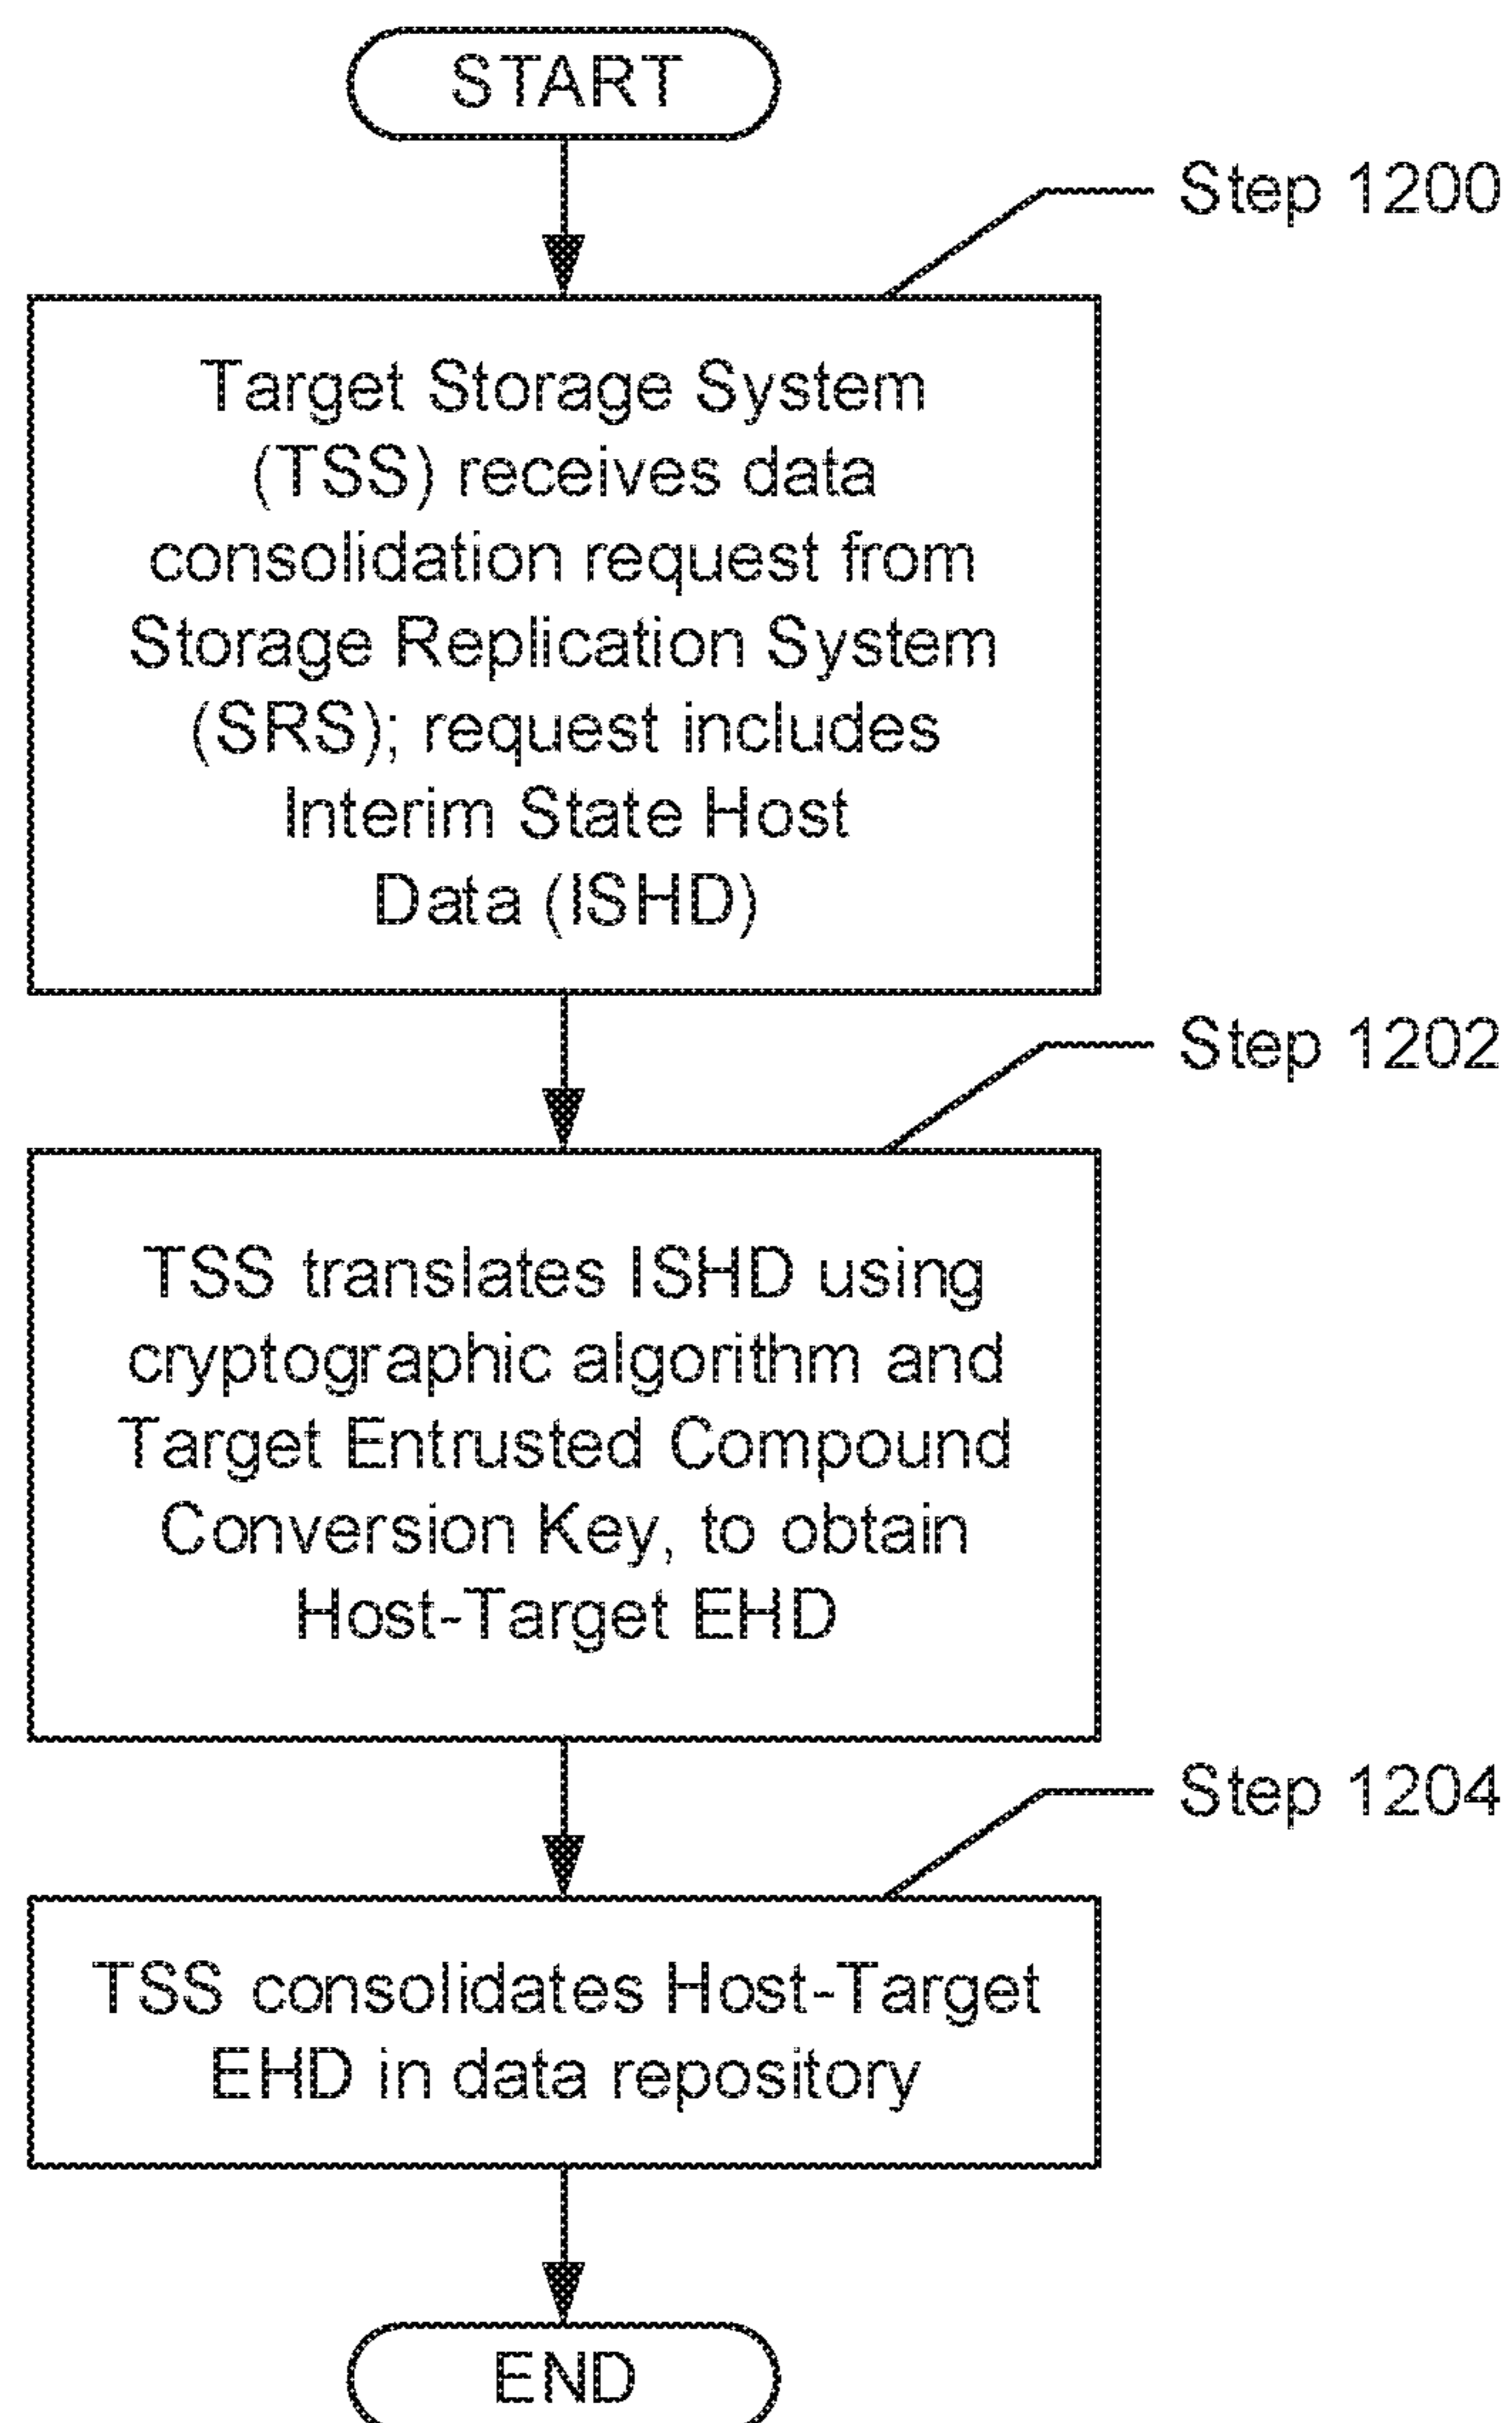 START
Step 1200
Target Storage System
(TSS) receives data
consolidation request from
Storage Replication System
(SRS); request includes
Interim State Host
Data (ISHD)
Step 1202
TSS translates ISHD using
cryptographic algorithm and
Target Entrusted Compound
Conversion Key, to obtain
Host-Target EHD
Step 1204
TSS consolidates Host-Target
EHD in data repository
END